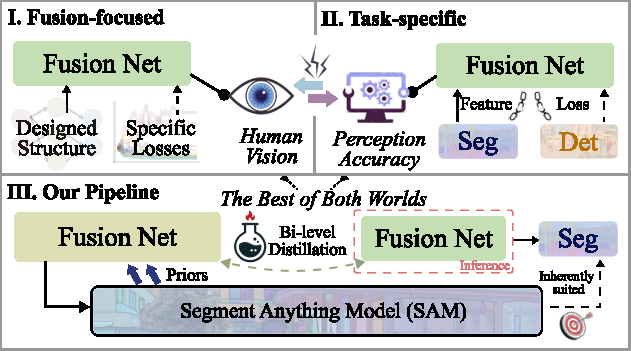 I. Fusion-focused
Fusion Net
Designed
Structure
Specific
Losses
Human
Vision
II. Task-specific
Fusion Net
Feature
Loss
Seg
Det
Perception
Accuracy
The Best of Both Worlds
III. Our Pipeline
Fusion Net
Priors
Bi-level
Distillation
Fusion Net
Inference
Seg
Inherently
suited
Segment Anything Model (SAM)